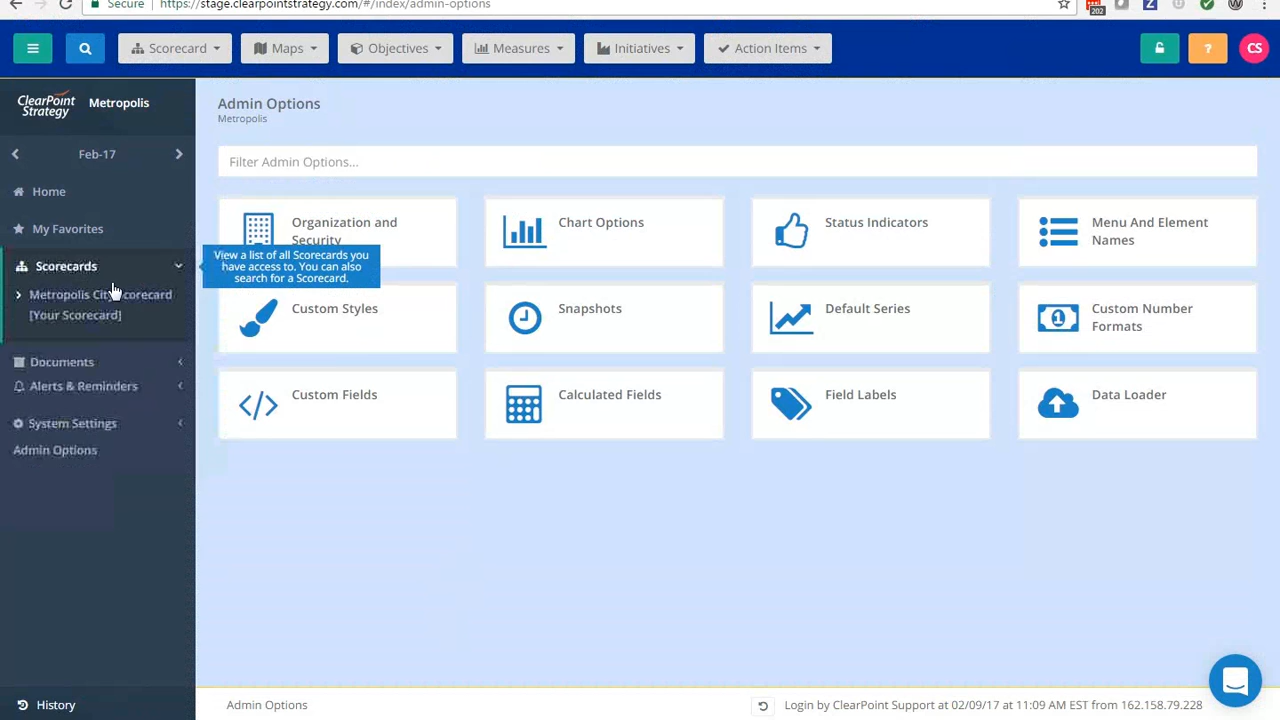 Secure
https://stage.clearpointstrategy.com/#/index/admin-options
202
Scorecard
Maps
Objectives
Measures
Initiatives
Action Items
?
CS
ClearPoint
Strategy
Metropolis
Feb-17
Home
My Favorites
Scorecards
Metropolis City Scorecard
[Your Scorecard]
Documents
Alerts & Reminders
System Settings
Admin Options
History
Admin Options
Metropolis
Filter Admin Options...
Organization and
Security
Chart Options
Status Indicators
Menu And Element
Names
View a list of all Scorecards you
have access to. You can also
search for a Scorecard.
Custom Styles
Snapshots
Default Series
Custom Number
Formats
Custom Fields
Calculated Fields
Field Labels
Data Loader
Admin Options
Login by ClearPoint Support at 02/09/17 at 11:09 AM EST from 162.158.79.228